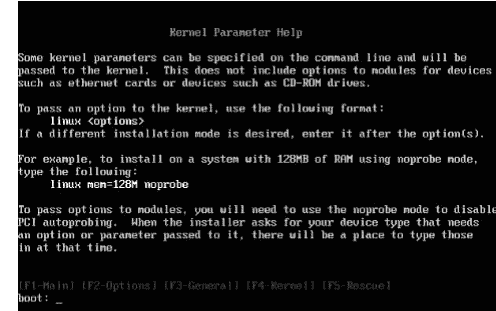 Kernel Parameter Help
Some kernel parameters can be specified on the command line and will be
passed to the kernel.  This does not include options to modules for devices
such as ethernet cards or devices such as CD-ROM drives.
To pass an option to the kernel, use the following format:
linux <options>
If a different installation mode is desired, enter it after the option(s).
For example, to install on a system with 128MB of RAM using noprobe mode,
type the following:
linux mem=128M noprobe
To pass options to modules, you will need to use the noprobe mode to disable
PCI autoprobing.  When the installer asks for your device type that needs
an option or parameter passed to it, there will be a place to type those
in at that time.
[F1-Main] [F2-Options] [F3-General] [F4-Kernel] [F5-Rescue]
boot: _